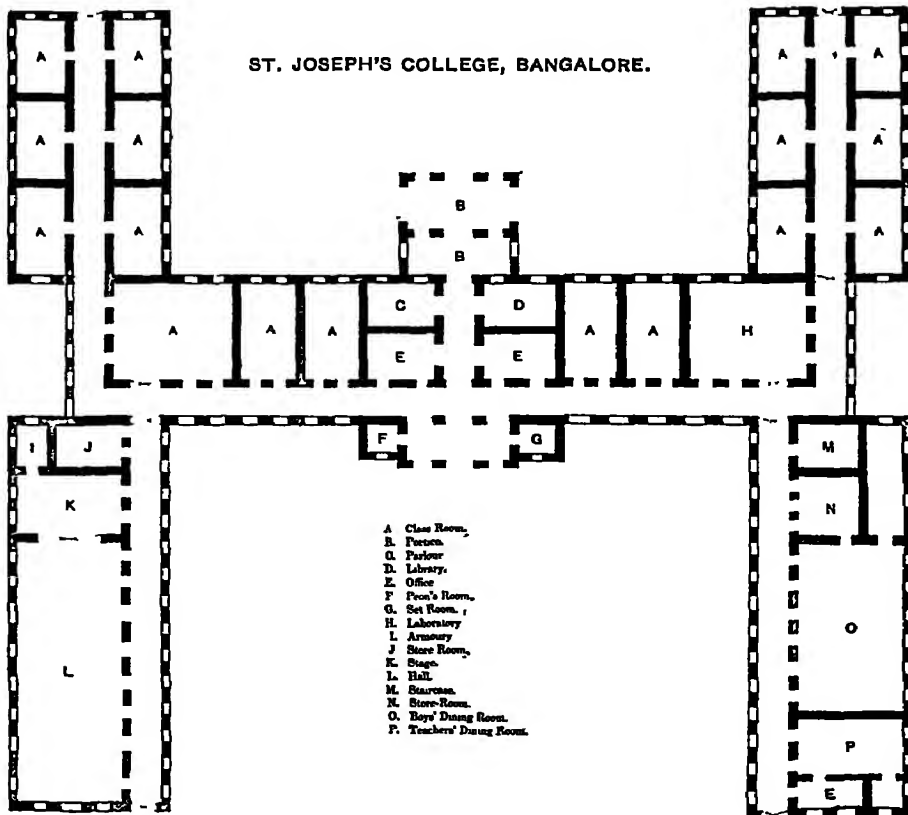 A A A A
ST. JOSEPH'S COLLEGE, BANGALORE.
A A A A
B
A A A A
B
C D
A A A A A H
E E
F G
I J M
K N
A Class Room.
B. Portico.
C. Parlour
D. Library.
E. Office
F Peon's Room.
G. Set Room.
H. Laboratory
I. Armoury
J Store Room.
K. Stage.
L. Hall.
M. Staircase.
N. Store-Room.
O. Boys' Dining Room.
P. Teachers' Dining Room.
L
O
P
E